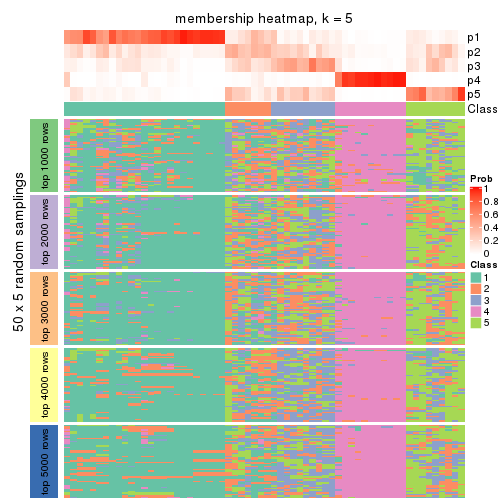 membership heatmap, k = 5
p1
p2
p3
p4
p5
Class
50 x 5 random samplings
top 1000 rows
top 2000 rows
top 3000 rows
top 4000 rows
top 5000 rows
Prob
1
0.8
0.6
0.4
0.2
0
Class
1
2
3
4
5